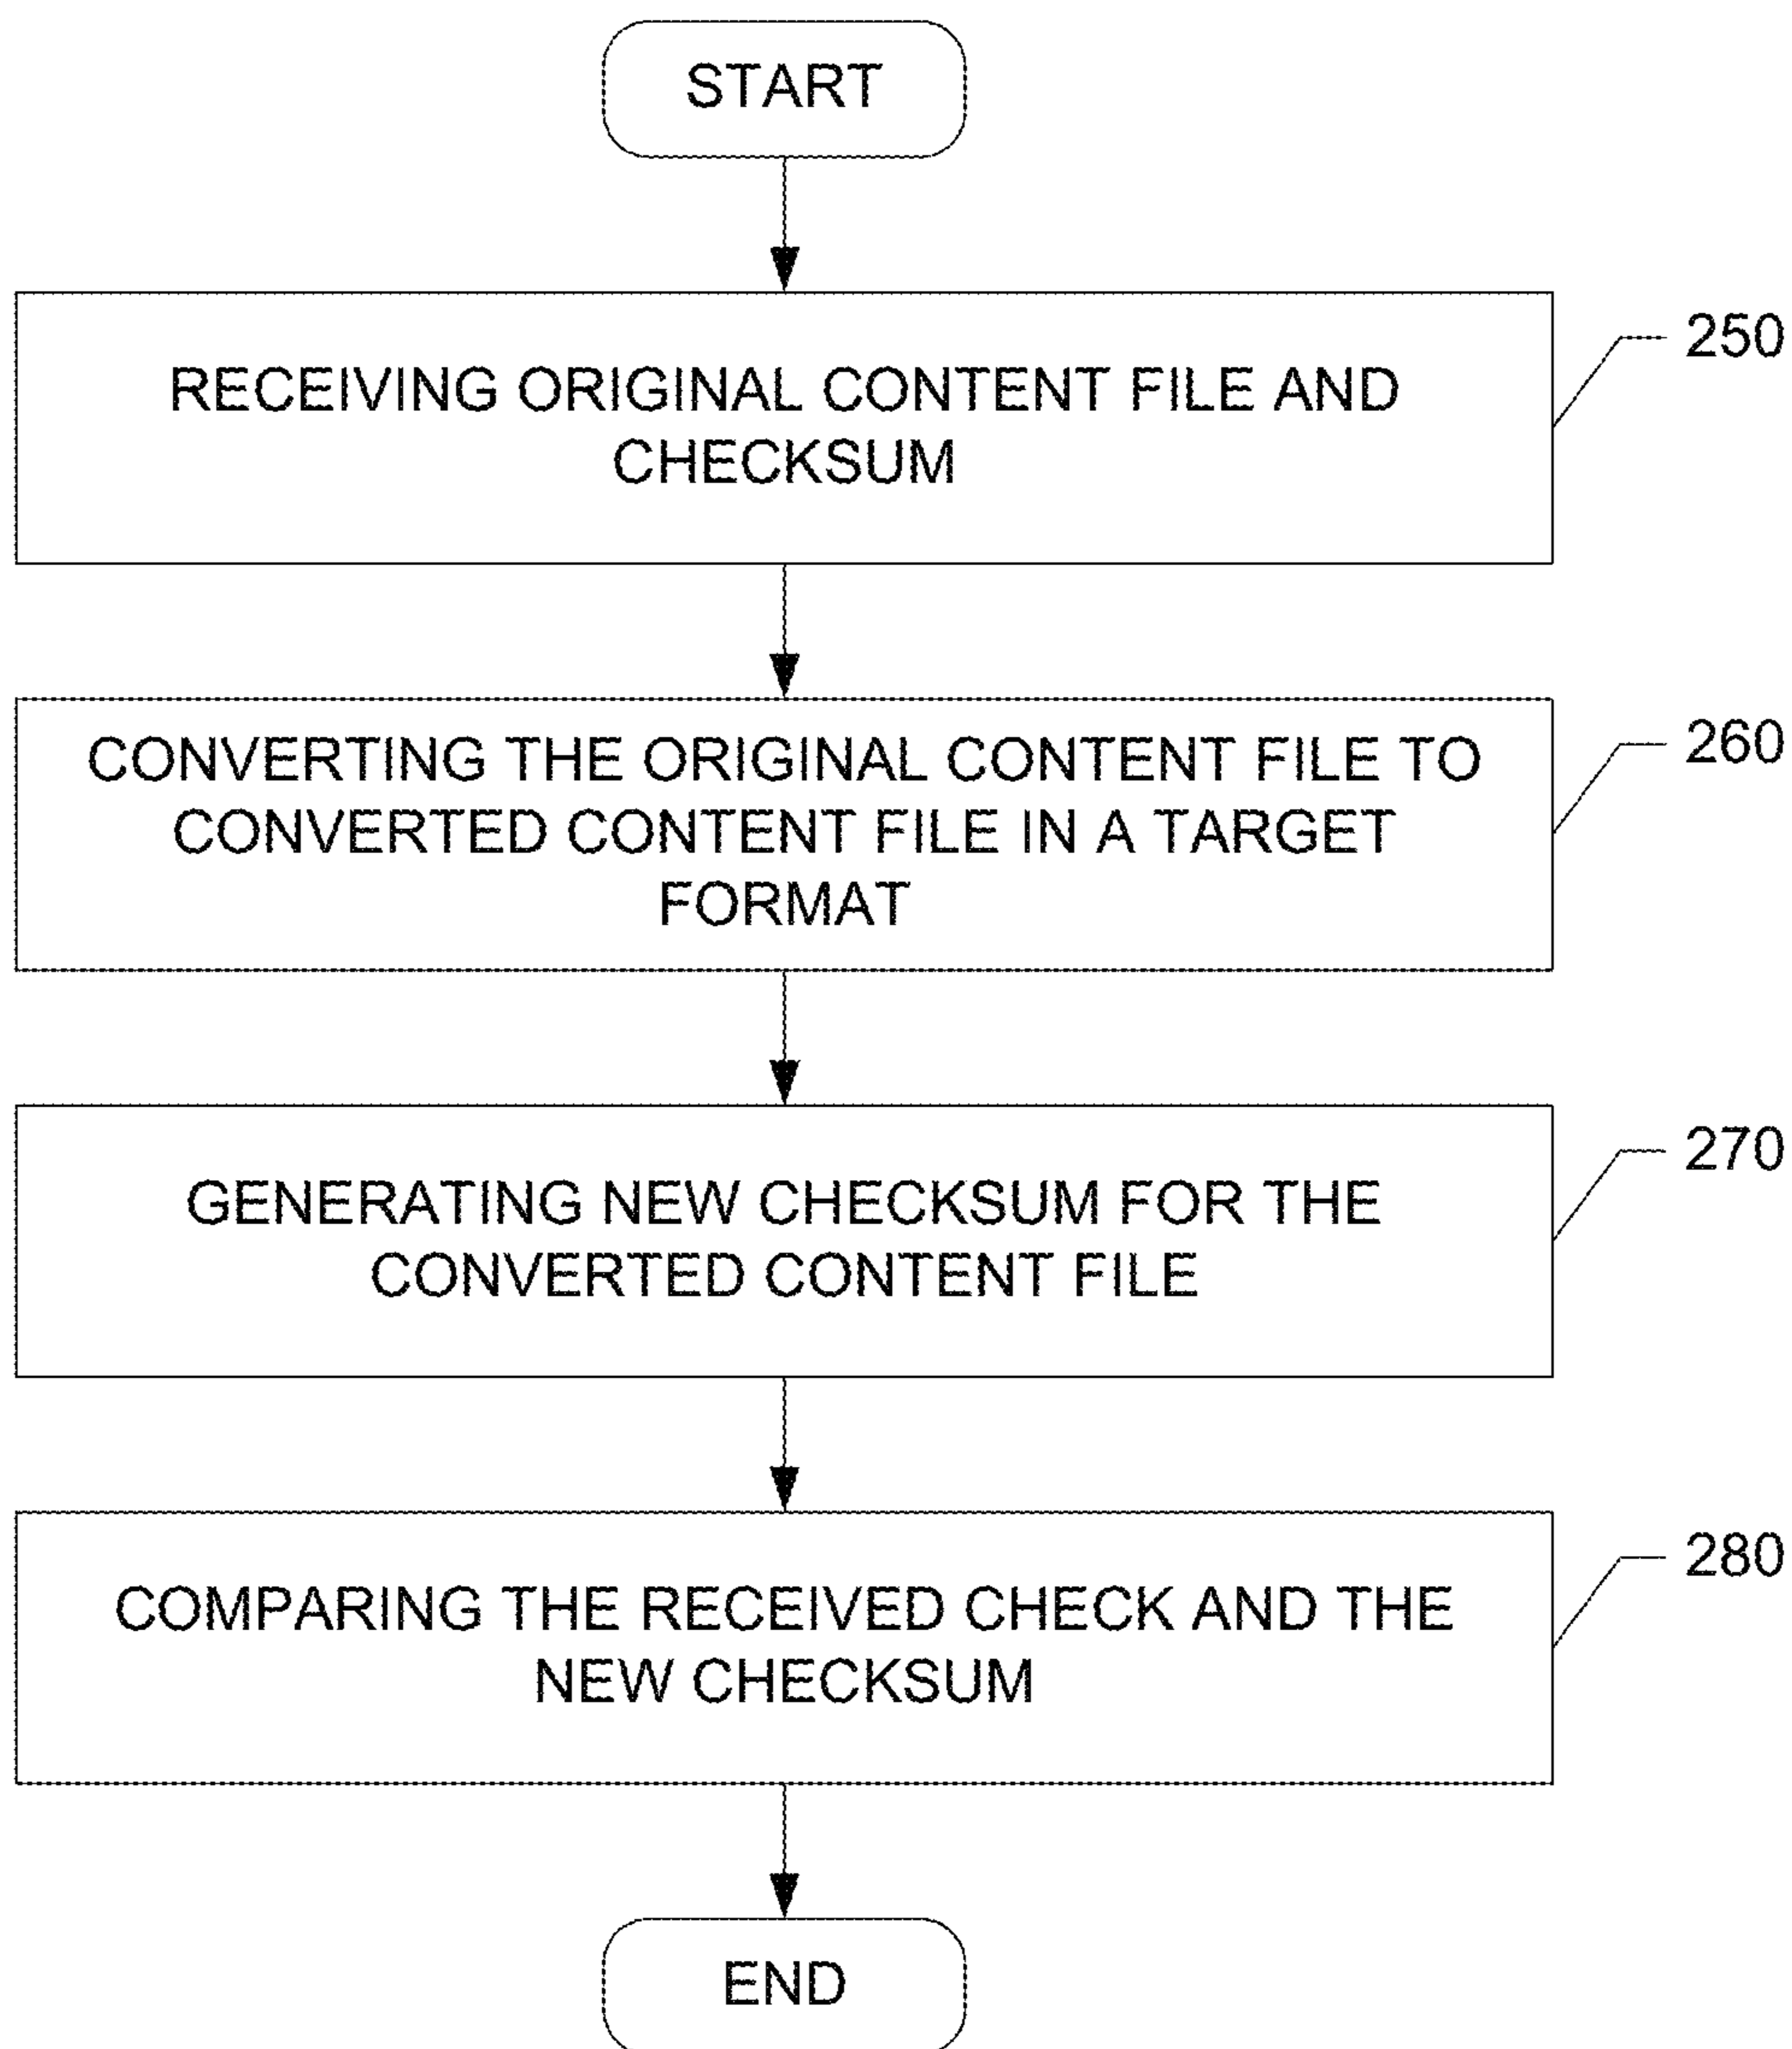 START
RECEIVING ORIGINAL CONTENT FILE AND
CHECKSUM
250
CONVERTING THE ORIGINAL CONTENT FILE TO
CONVERTED CONTENT FILE IN A TARGET
FORMAT
260
GENERATING NEW CHECKSUM FOR THE
CONVERTED CONTENT FILE
270
COMPARING THE RECEIVED CHECK AND THE
NEW CHECKSUM
280
END